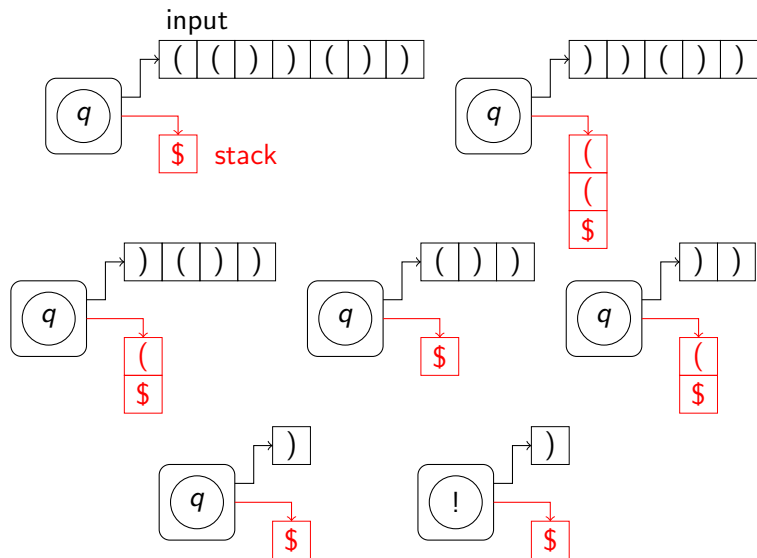 input
( ( ) ) ( ) )
q
$ stack
) ) ( ) )
q
(
(
$
) ( ) )
q
(
$
( ) )
q
$
) )
q
(
$
)
q
$
)
!
$